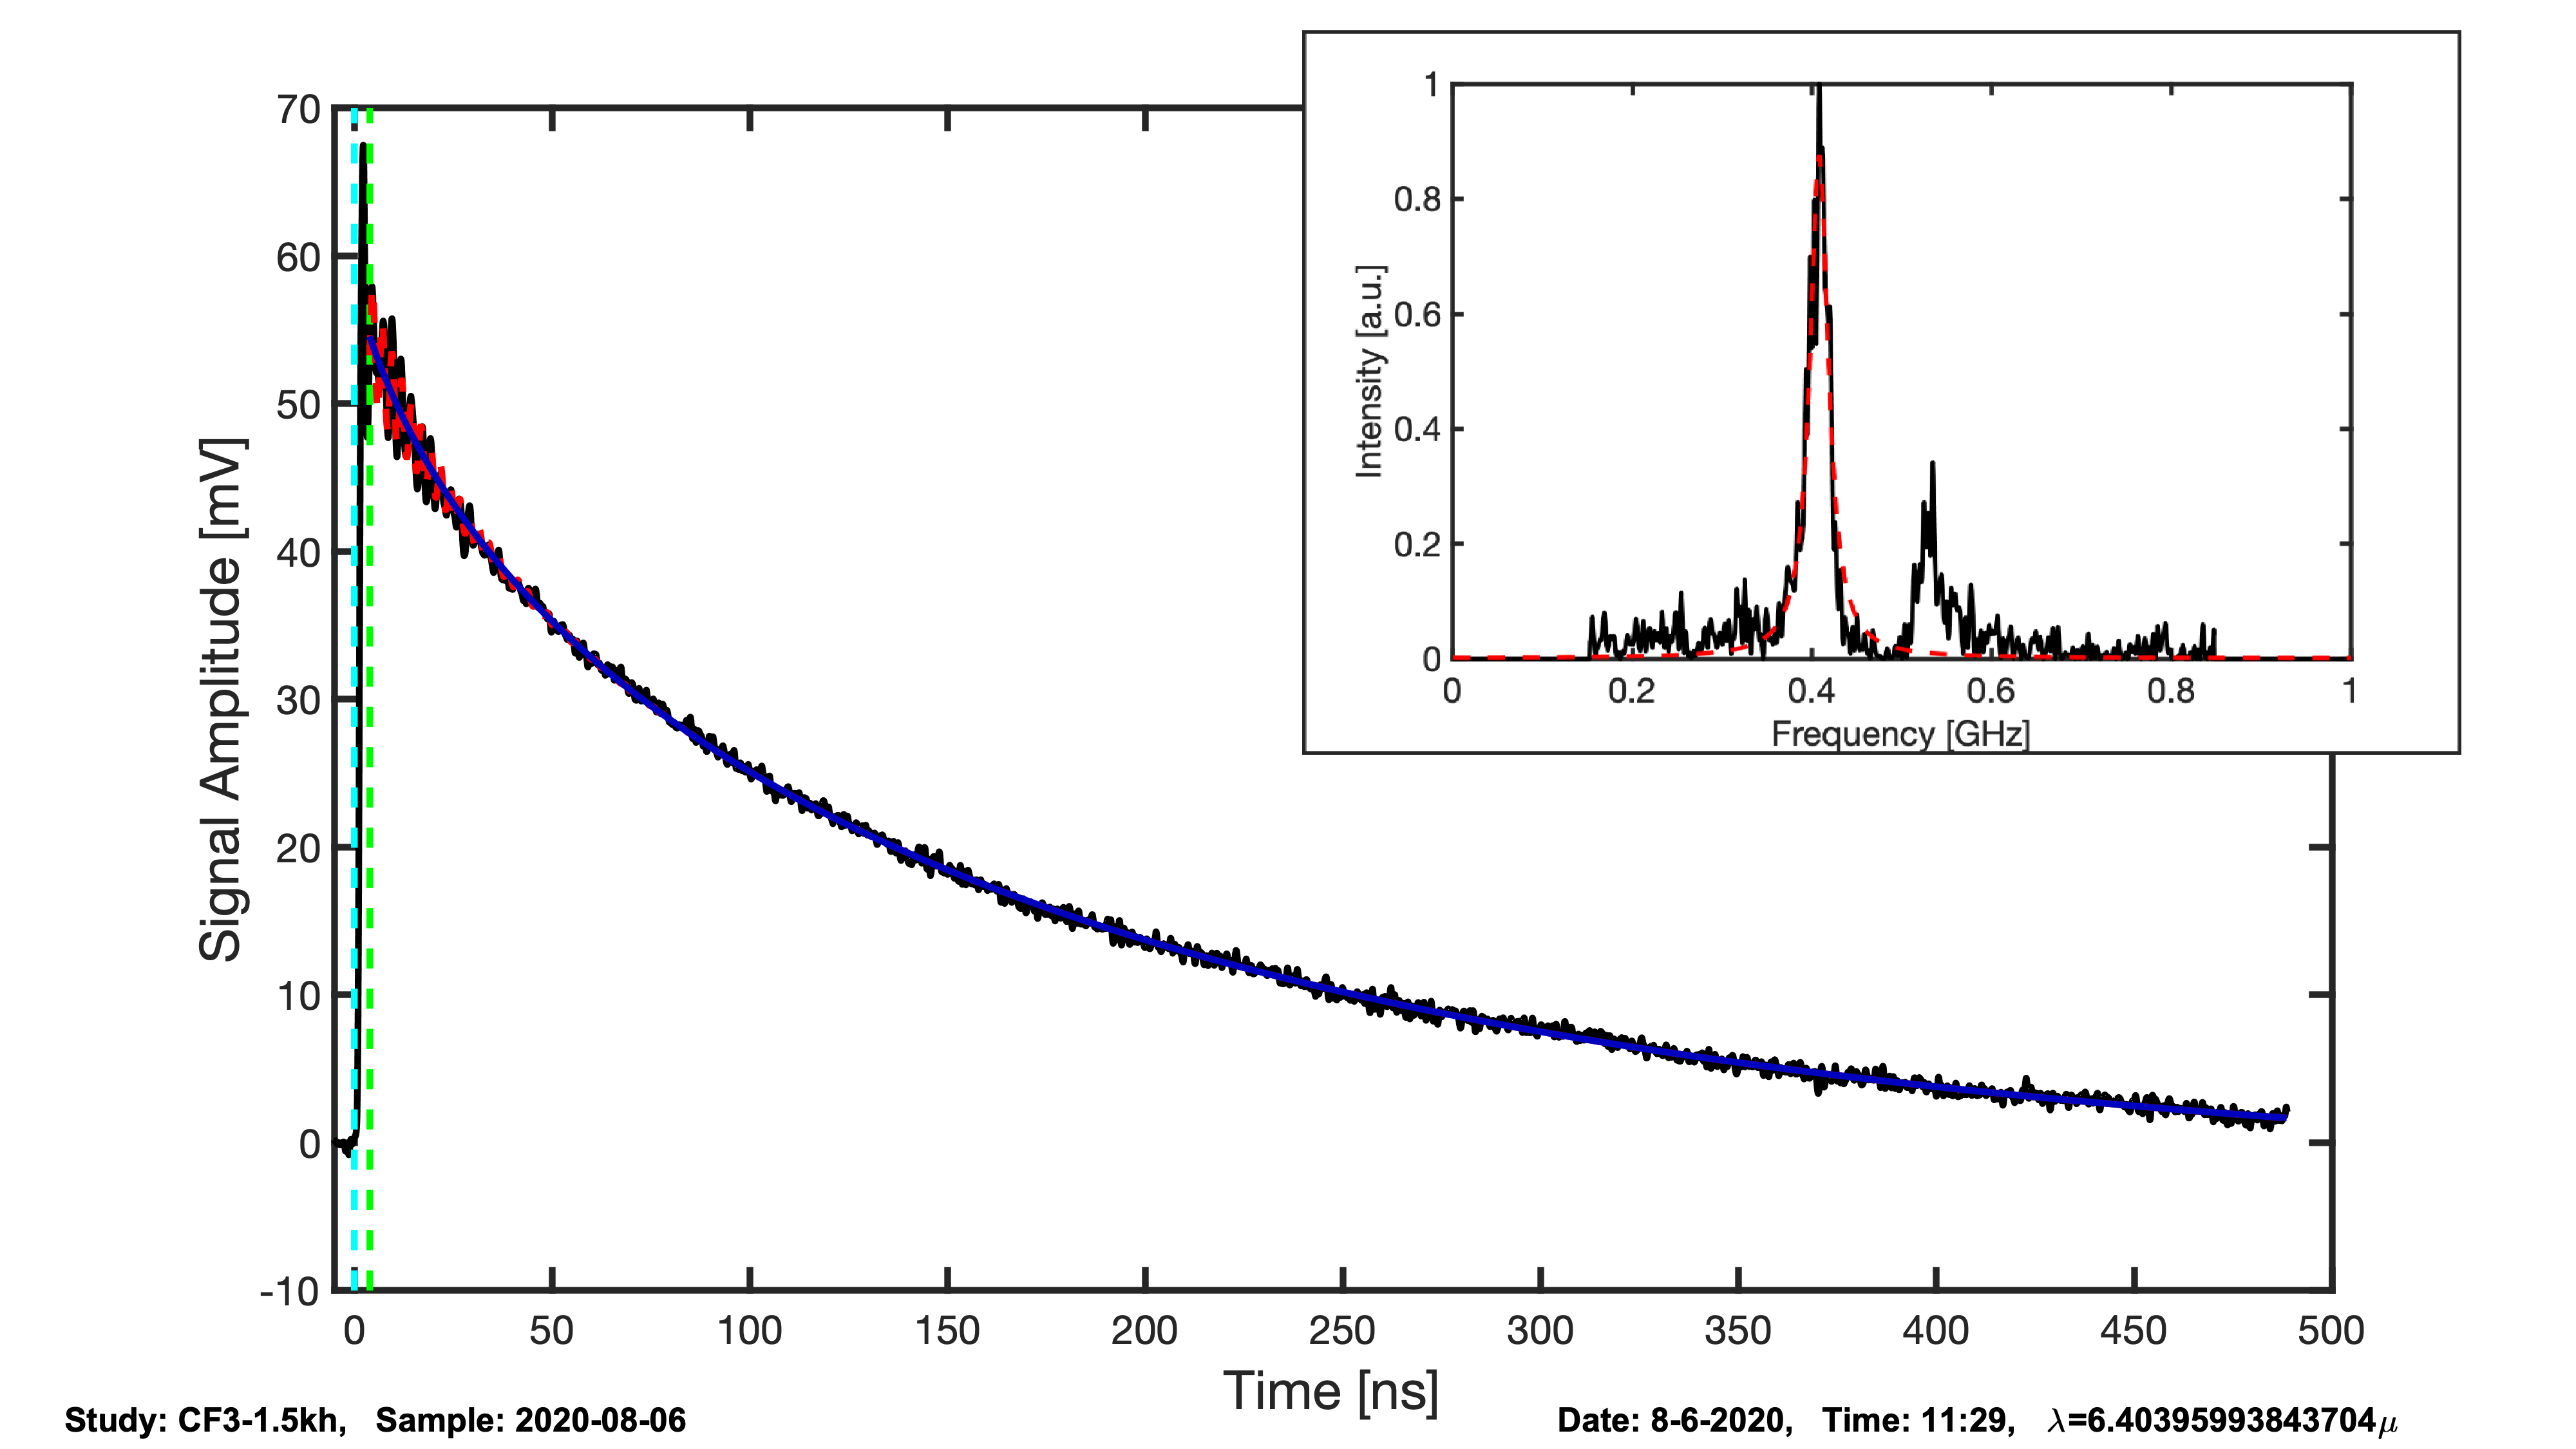 1
0.8
0.6
0.4
0.2
0
Intensity [a.u.]
0 0.2 0.4 0.6 0.8 1
Frequency [GHz]
70
60
50
40
30
20
10
0
-10
Signal Amplitude [mV]
0 50 100 150 200 250 300 350 400 450 500
Time [ns]
Study: CF3-1.5kh, Sample: 2020-08-06
Date: 8-6-2020, Time: 11:29, λ=6.40395993843704μ